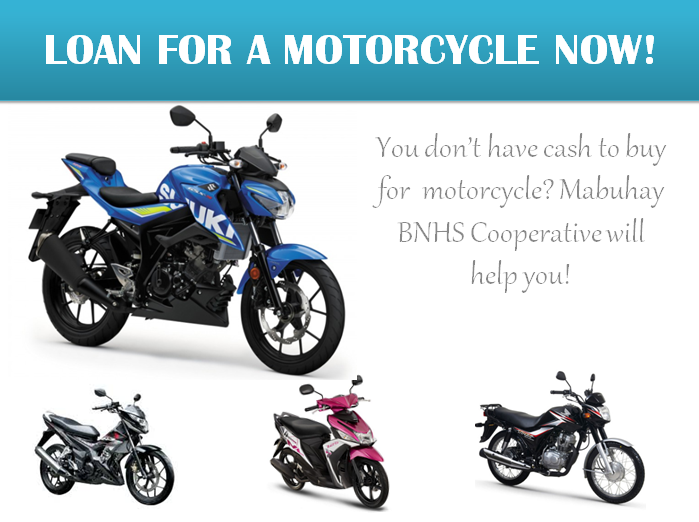 LOAN FOR A MOTORCYCLE NOW!
You don't have cash to buy
for motorcycle? Mabuhay
BNHS Cooperative will
help you!
SUZUKI